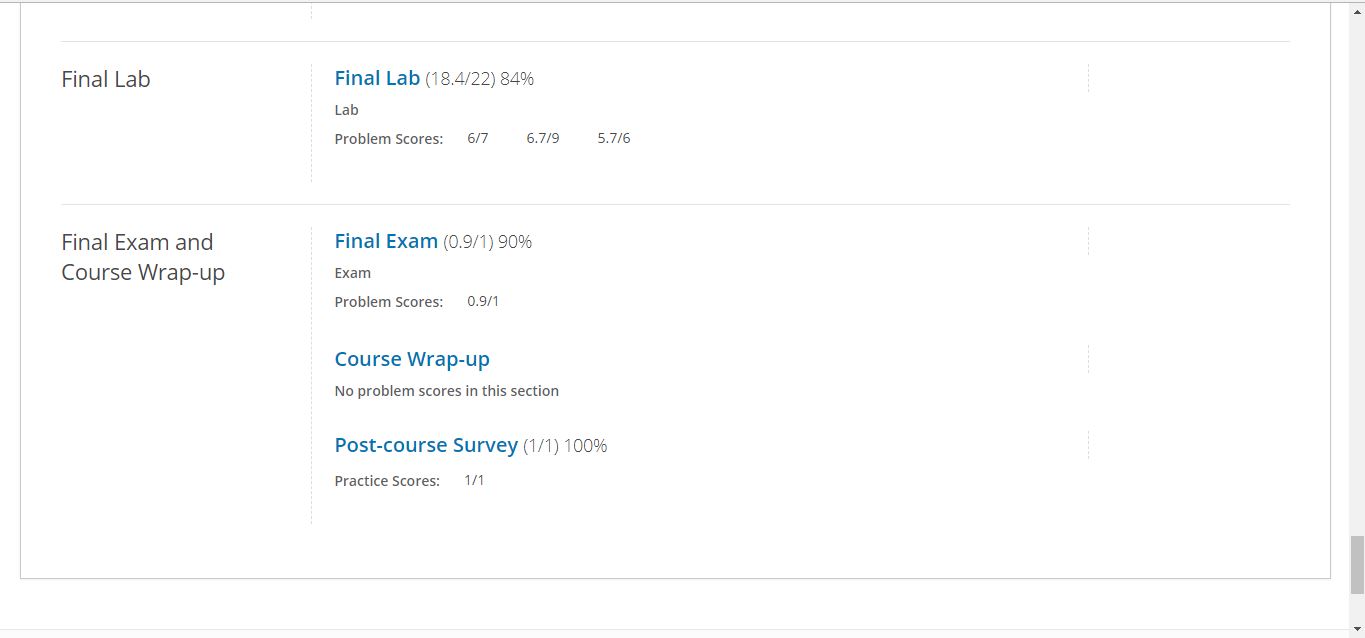 Final Lab
Final Lab (18.4/22) 84%
Lab
Problem Scores: 6/7 6.7/9 5.7/6
Final Exam and
Course Wrap-up
Final Exam (0.9/1) 90%
Exam
Problem Scores: 0.9/1
Course Wrap-up
No problem scores in this section
Post-course Survey (1/1) 100%
Practice Scores: 1/1